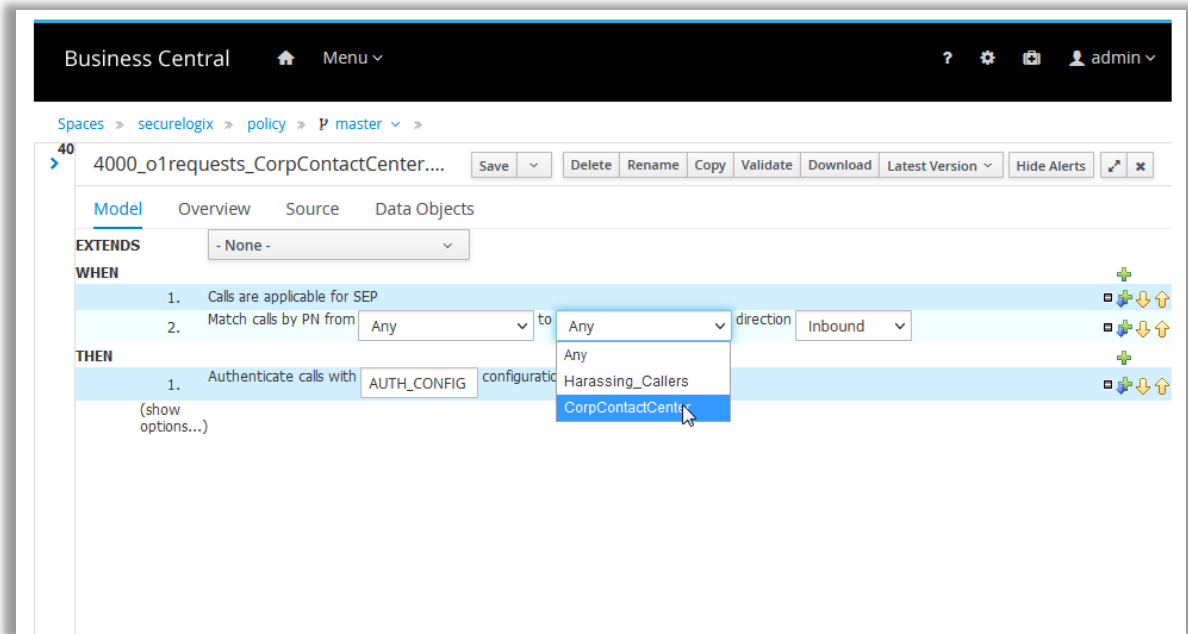 Business Central Menu ? admin
Spaces » securelogix » policy » master »
40
4000_o1requests_CorpContactCenter.... Save Delete Rename Copy Validate Download Latest Version Hide Alerts
Model Overview Source Data Objects
EXTENDS - None -
WHEN
1. Calls are applicable for SEP
2. Match calls by PN from Any to Any direction Inbound
Any
THEN
Harassing_Callers
1. Authenticate calls with AUTH_CONFIG configuratio
CorpContactCenter
(show
options...)